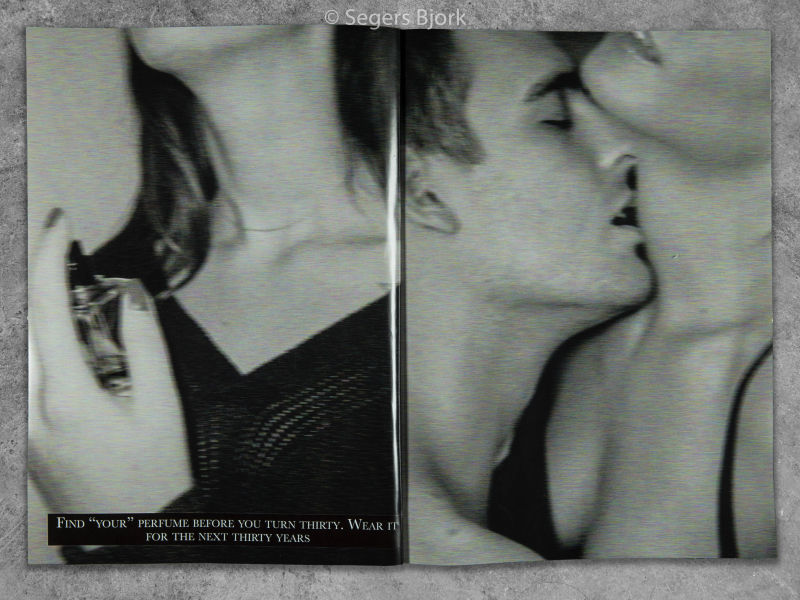 © Segers Bjork
Find “your” perfume before you turn thirty. Wear it
for the next thirty years